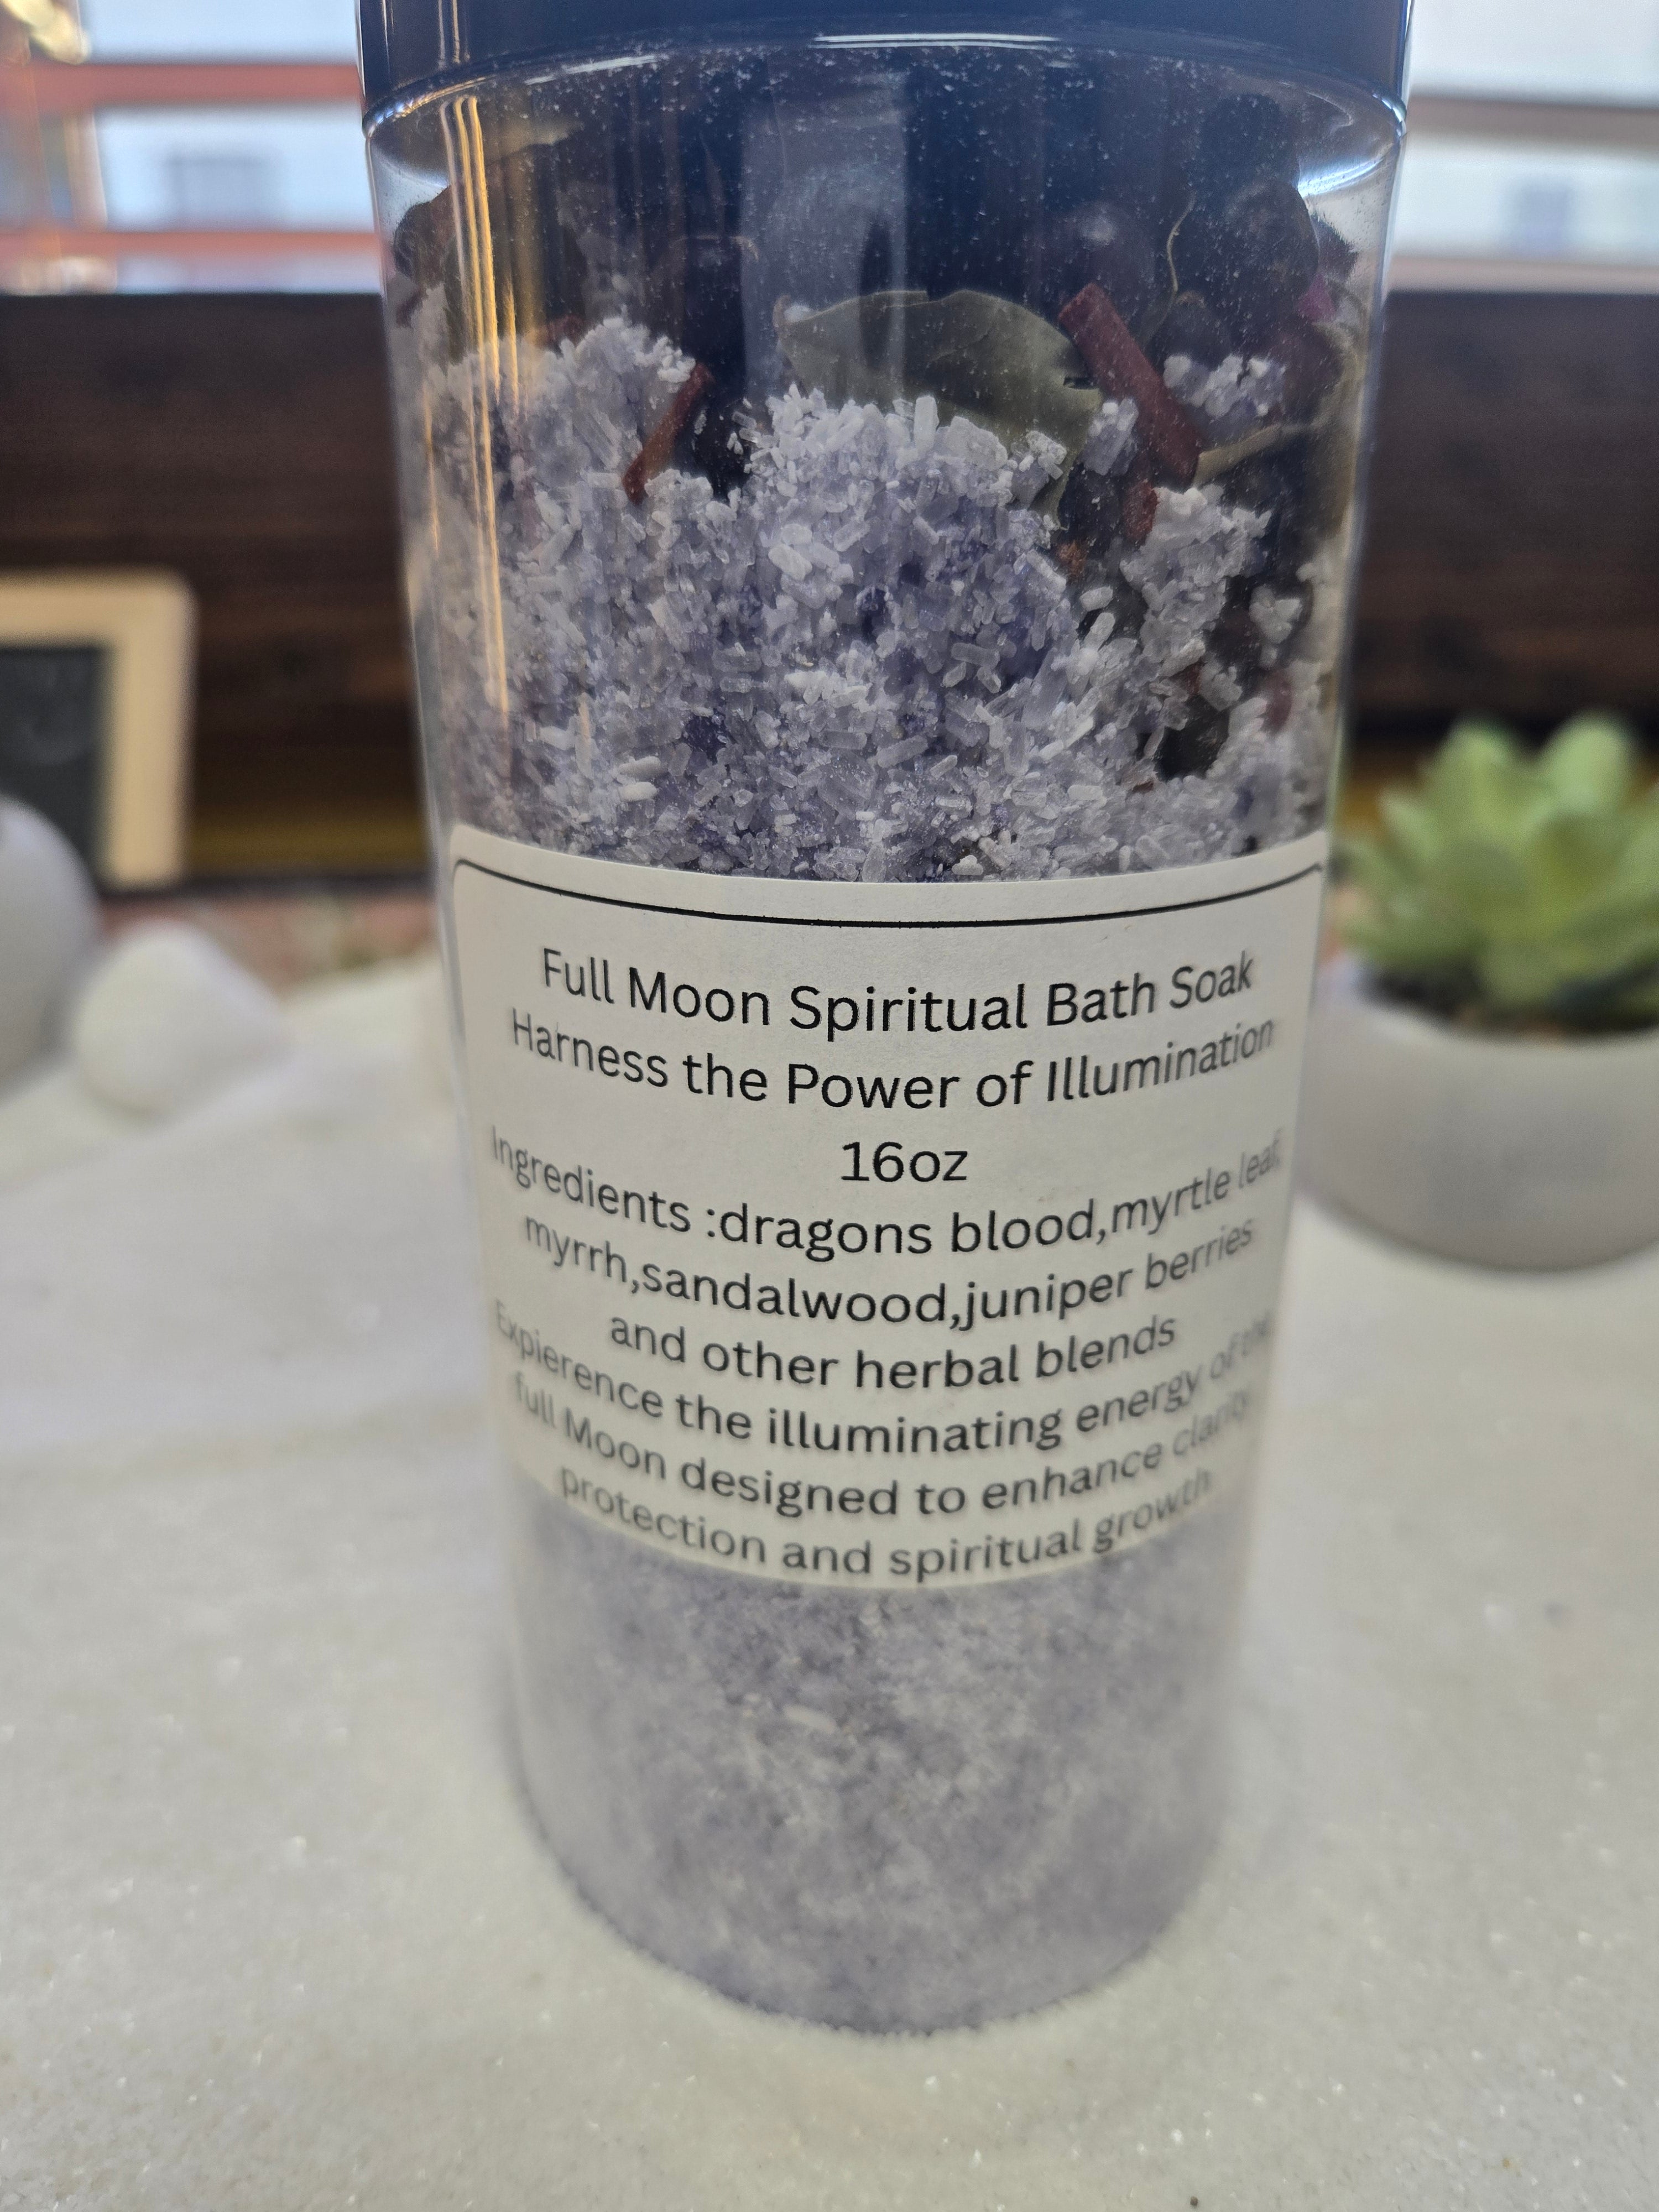 Full Moon Spiritual Bath Soak
Harness the Power of Illumination
16oz
Ingredients :dragons blood,myrtle leaf,
myrrh,sandalwood,juniper berries
and other herbal blends
Expierence the illuminating energy of the
full Moon designed to enhance clarity
protection and spiritual growth.